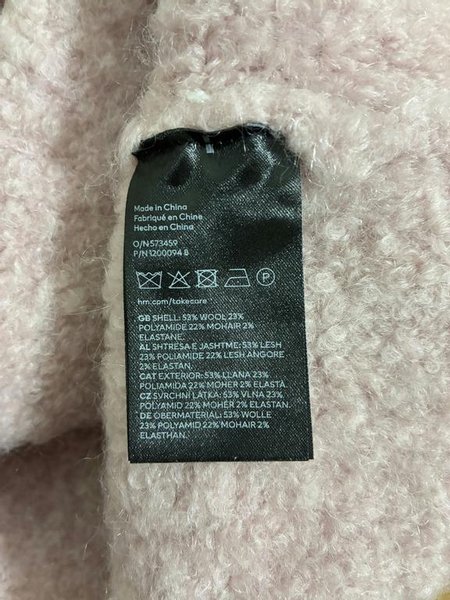 Made in China
Fabriqué en Chine
Hecho en China
O/N 573459
P/N 1200094 8
hm.com/takecare
GB SHELL: 53% WOOL 23%
POLYAMIDE 22% MOHAIR 2%
ELASTANE.
AL SHTRESA E JASHTME: 53% LESH
23% POLIAMIDE 22% LESH ANGORE
2% ELASTAN.
CAT EXTERIOR: 53% LLANA 23%
POLIAMIDA 22% MOHER 2% ELASTÀ.
CZ SVRCHNÍ LÁTKA: 53% VLNA 23%
POLYAMID 22% MOHÉR 2% ELASTAN.
DE OBERMATERIAL: 53% WOLLE
23% POLYAMID 22% MOHAIR 2%
ELASTHAN.